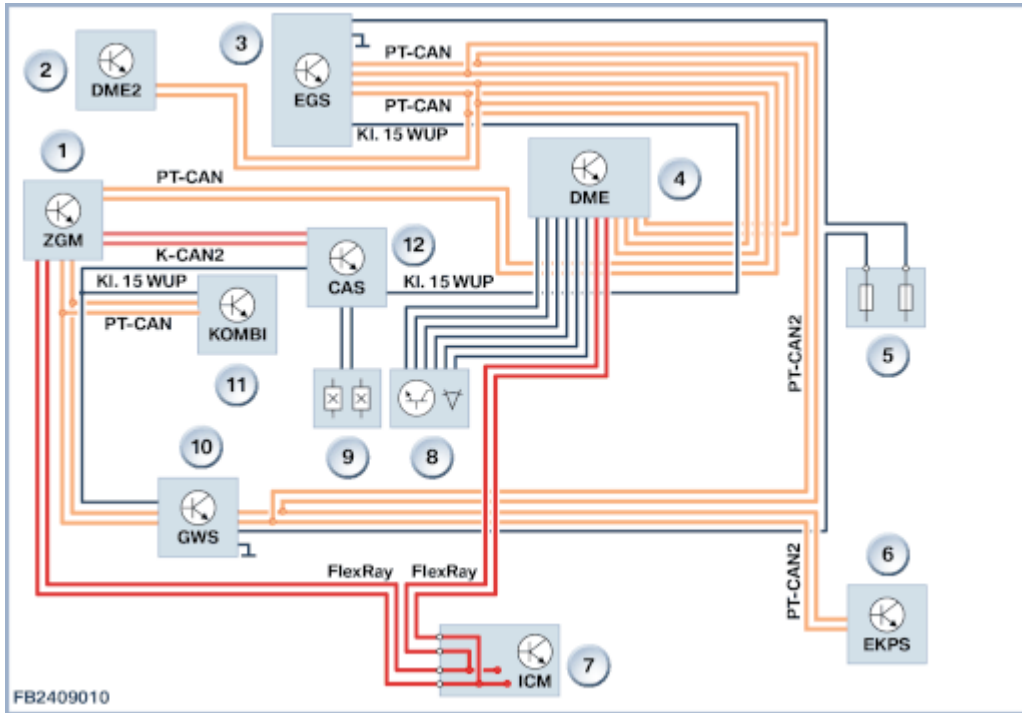 3
PT-CAN
2
DME2
EGS
PT-CAN
Kl. 15 WUP
1
PT-CAN
DME
4
ZGM
12
K-CAN2
CAS
Kl. 15 WUP
Kl. 15 WUP
KOMBI
PT-CAN
PT-CAN2
5
11
9
8
10
GWS
FlexRay
FlexRay
PT-CAN2
6
EKPS
7
ICM
FB2409010